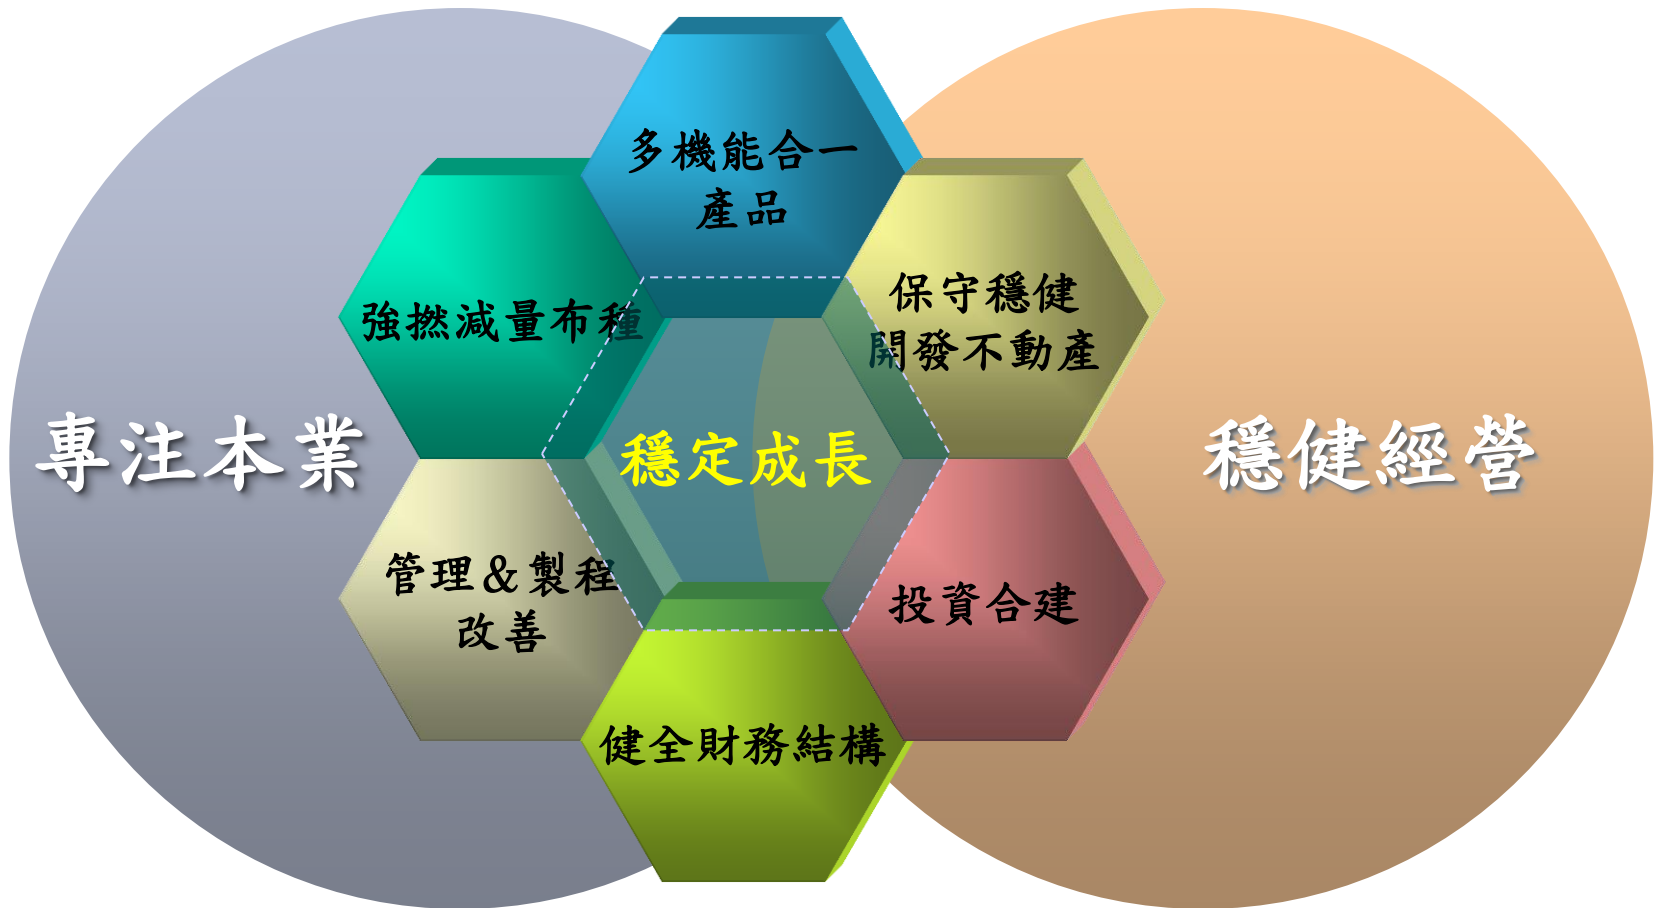 多機能合一
產品
強撚減量布種
保守穩健
開發不動產
專注本業
穩定成長
穩健經營
管理&製程
改善
投資合建
健全財務結構